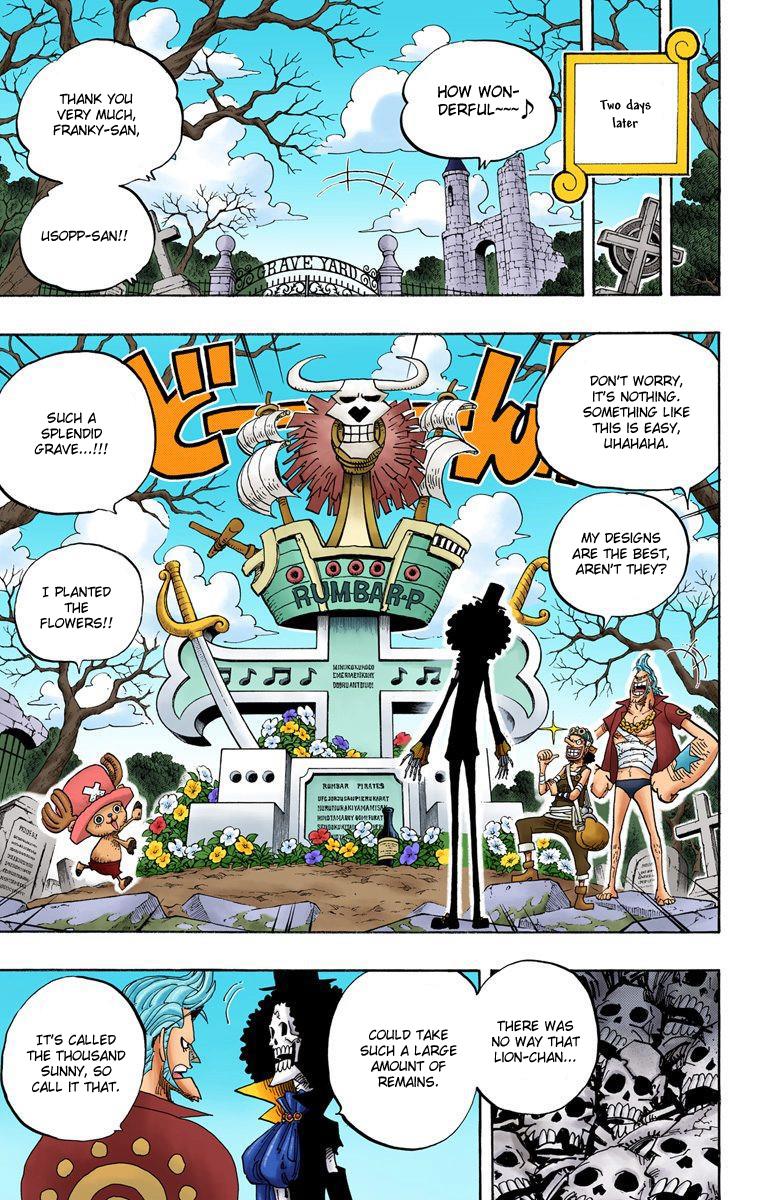 Two days
later
HOW WON-
DERFUL~~~♪
THANK YOU
VERY MUCH,
FRANKY-SAN,
USOPP-SAN!!
GRAVE YARD
どーん!!
DON'T WORRY,
IT'S NOTHING.
SOMETHING LIKE
THIS IS EASY,
UHAHAHA.
SUCH A
SPLENDID
GRAVE...!!!
MY DESIGNS
ARE THE BEST,
AREN'T THEY?
I PLANTED
THE
FLOWERS!!
RUMBAR-P
RUMBAR PIRATES
THERE WAS
NO WAY THAT
LION-CHAN...
COULD TAKE
SUCH A LARGE
AMOUNT OF
REMAINS.
IT'S CALLED
THE THOUSAND
SUNNY, SO
CALL IT THAT.